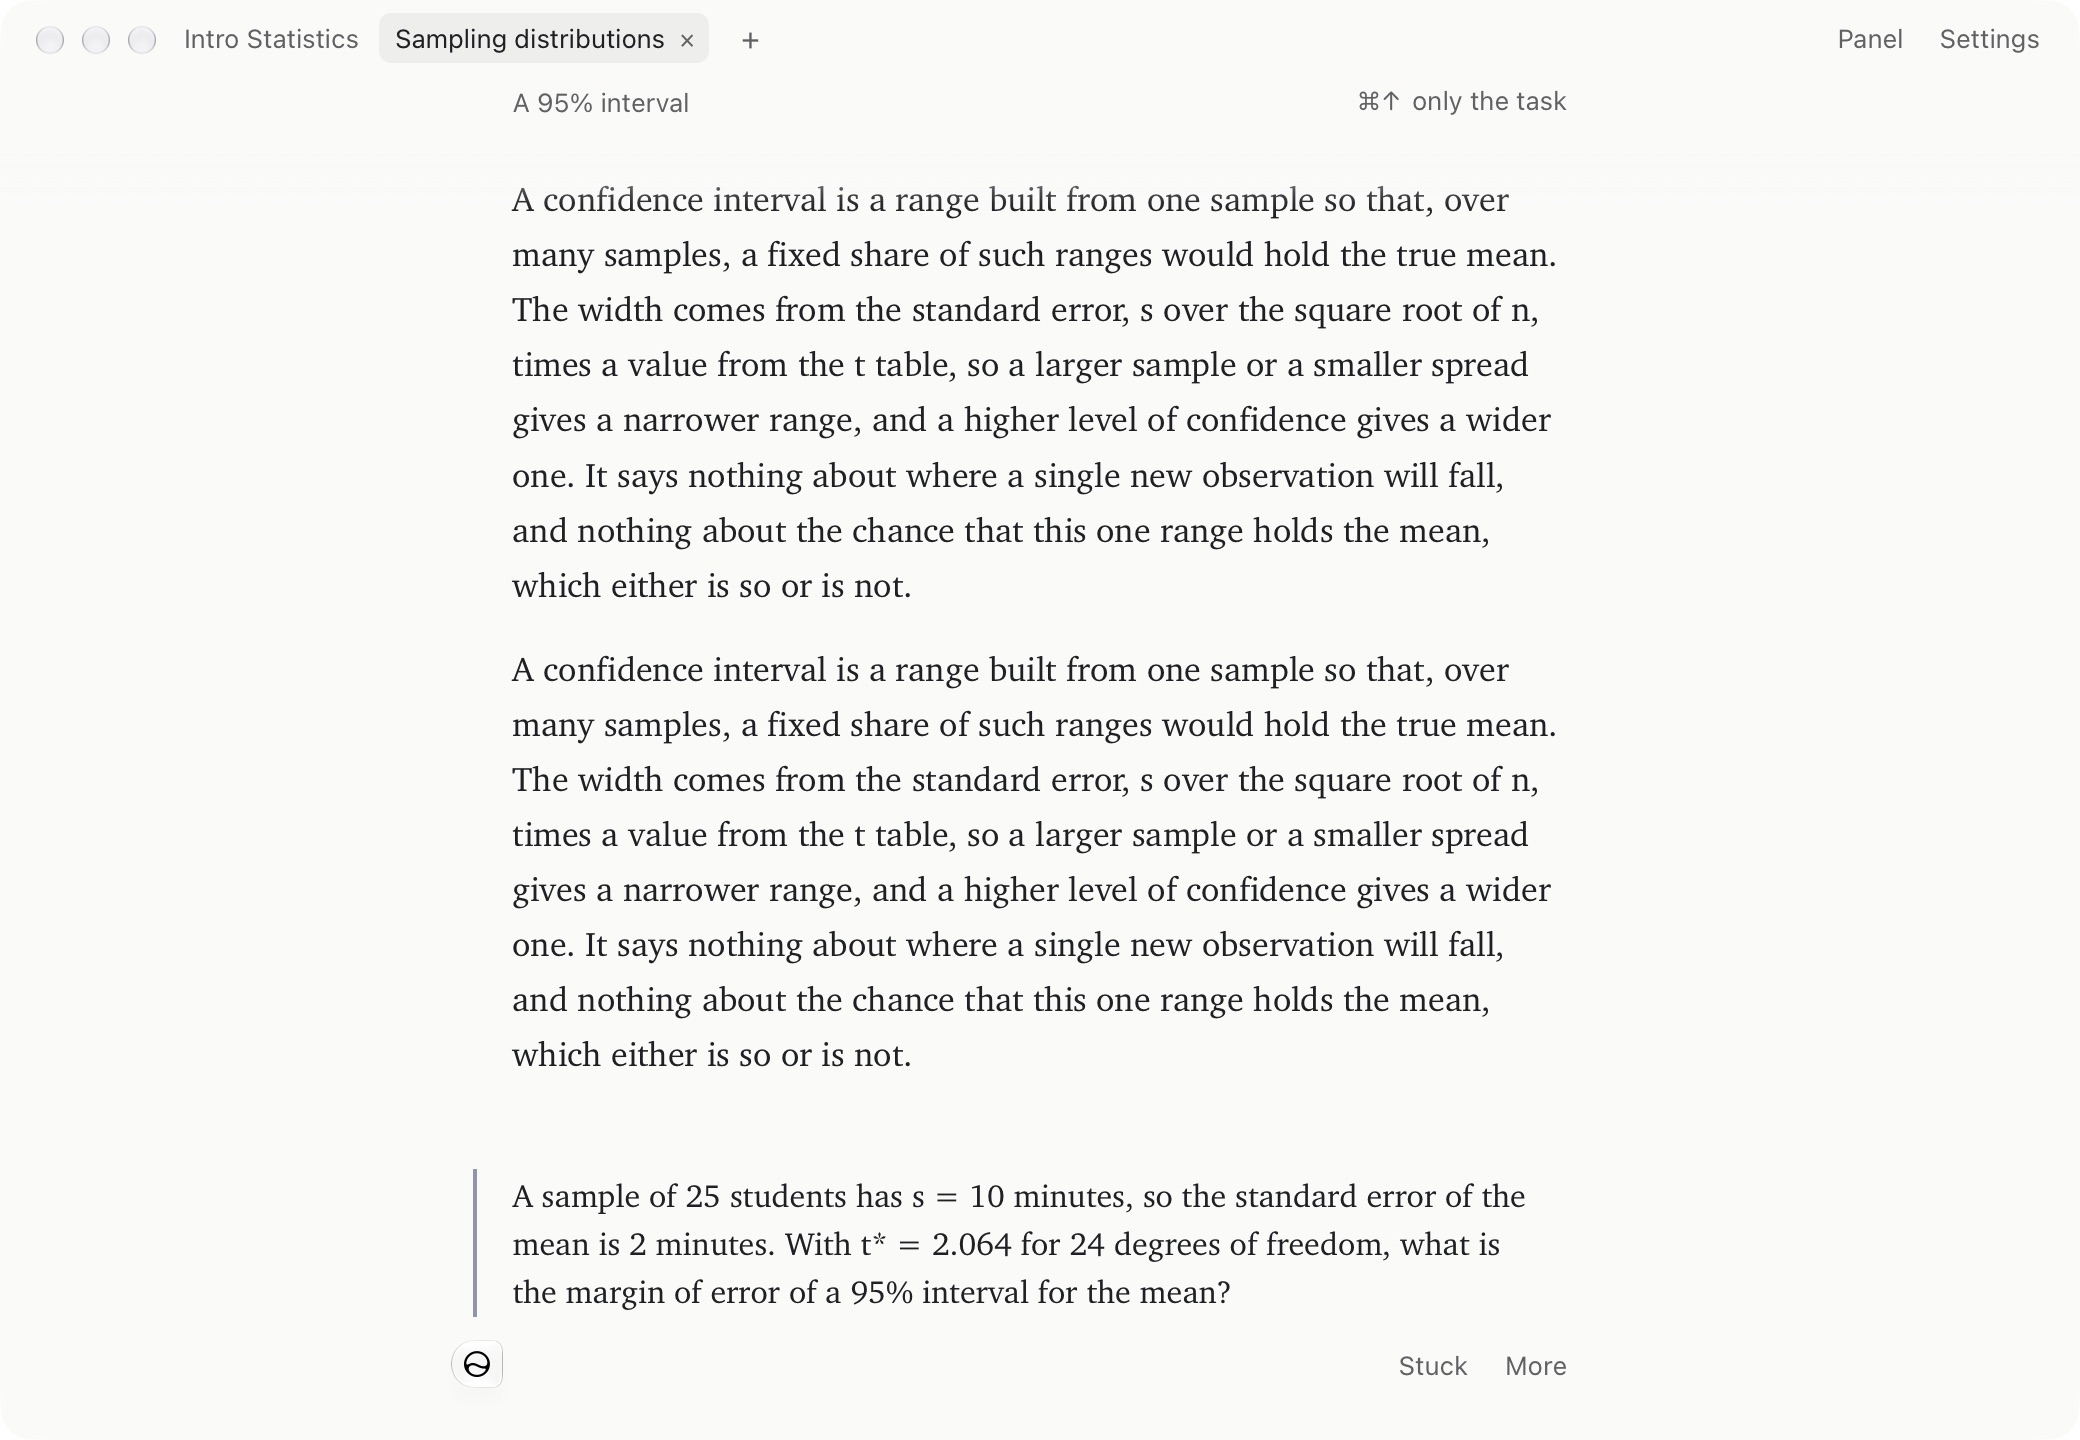 Intro Statistics
Sampling distributions ×
+
Panel
Settings
A 95% interval
⌘↑ only the task
A confidence interval is a range built from one sample so that, over
many samples, a fixed share of such ranges would hold the true mean.
The width comes from the standard error, s over the square root of n,
times a value from the t table, so a larger sample or a smaller spread
gives a narrower range, and a higher level of confidence gives a wider
one. It says nothing about where a single new observation will fall,
and nothing about the chance that this one range holds the mean,
which either is so or is not.
A confidence interval is a range built from one sample so that, over
many samples, a fixed share of such ranges would hold the true mean.
The width comes from the standard error, s over the square root of n,
times a value from the t table, so a larger sample or a smaller spread
gives a narrower range, and a higher level of confidence gives a wider
one. It says nothing about where a single new observation will fall,
and nothing about the chance that this one range holds the mean,
which either is so or is not.
A sample of 25 students has s = 10 minutes, so the standard error of the
mean is 2 minutes. With t* = 2.064 for 24 degrees of freedom, what is
the margin of error of a 95% interval for the mean?
Stuck
More